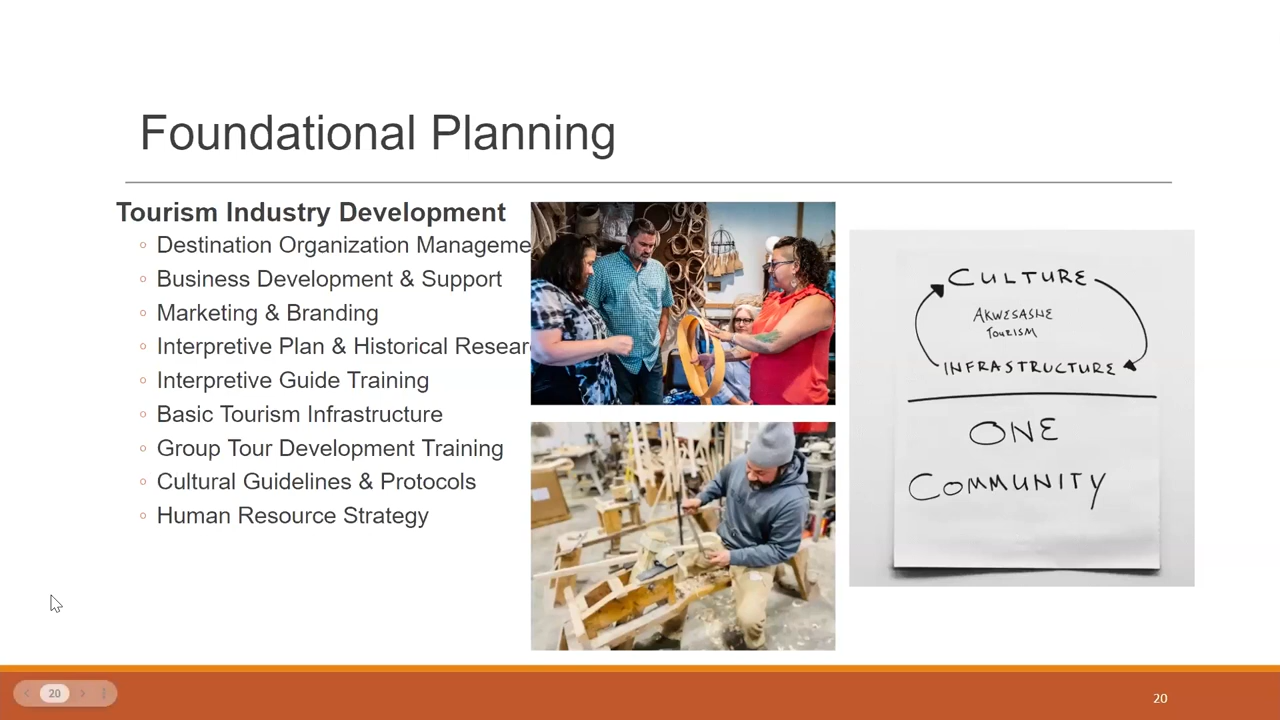 Foundational Planning
Tourism Industry Development
Destination Organization Manageme
Business Development & Support
Marketing & Branding
Interpretive Plan & Historical Resear
Interpretive Guide Training
Basic Tourism Infrastructure
Group Tour Development Training
Cultural Guidelines & Protocols
Human Resource Strategy
CULTURE
AKWESASNE
TOURISM
INFRASTRUCTURE
ONE
COMMUNITY
20
20